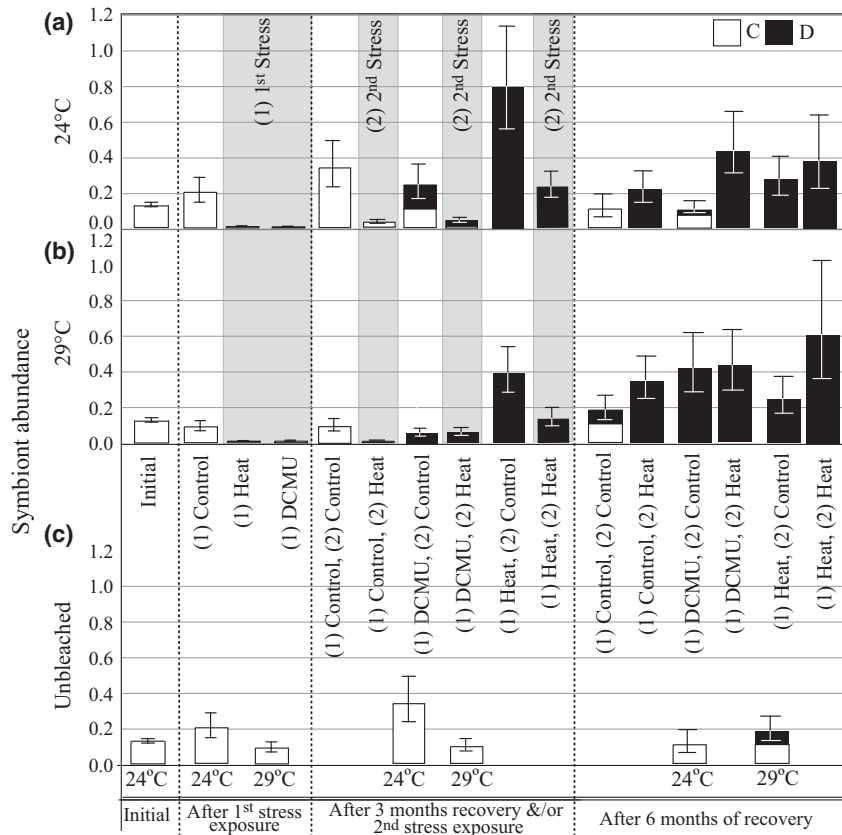 (a)
C
D
1.2
1.0
0.8
0.6
0.4
0.2
0.0
24°C
(1) 1st Stress
(2) 2nd Stress
(2) 2nd Stress
(2) 2nd Stress
(b)
1.2
1.0
0.8
0.6
0.4
0.2
0.0
29°C
Symbiont abundance
Initial
(1) Control
(1) Heat
(1) DCMU
(1) Control, (2) Control
(1) Control, (2) Heat
(1) DCMU, (2) Control
(1) DCMU, (2) Heat
(1) Heat, (2) Control
(1) Heat, (2) Heat
(1) Control, (2) Control
(1) Control, (2) Heat
(1) DCMU, (2) Control
(1) DCMU, (2) Heat
(1) Heat, (2) Control
(1) Heat, (2) Heat
(c)
1.2
1.0
0.8
0.6
0.4
0.2
0.0
Unbleached
24°C 24°C 29°C 24°C 29°C 24°C 29°C
Initial
After 1st stress
exposure
After 3 months recovery &/or
2nd stress exposure
After 6 months of recovery